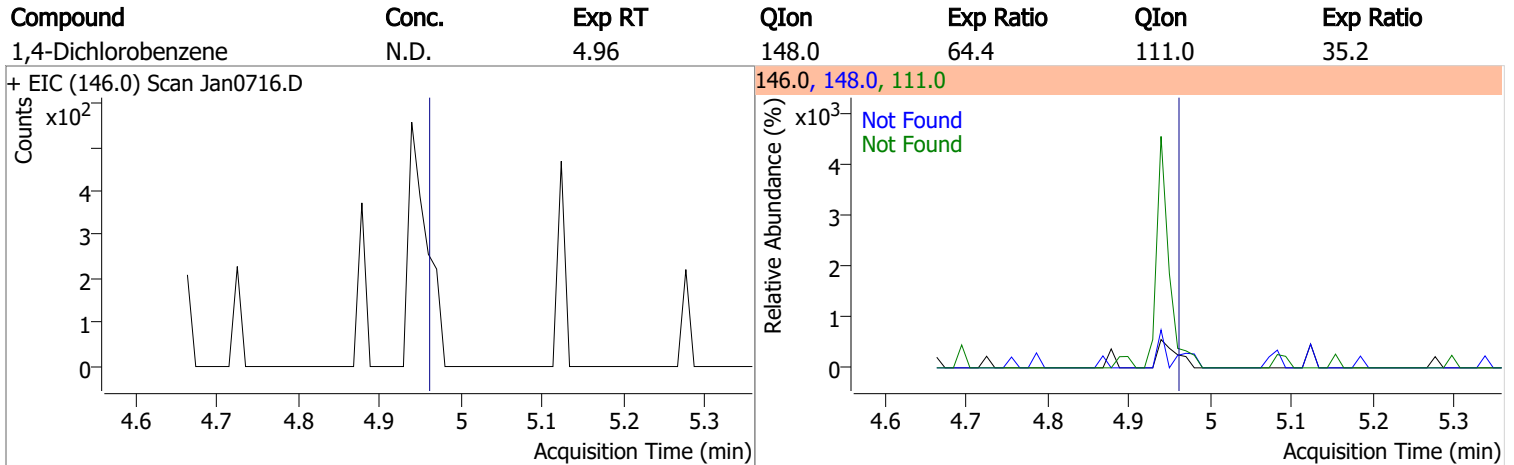 Compound Conc. Exp RT QIon Exp Ratio QIon Exp Ratio
1,4-Dichlorobenzene N.D. 4.96 148.0 64.4 111.0 35.2
+ EIC (146.0) Scan Jan0716.D
Counts
x10²
4
3
2
1
0
4.6 4.7 4.8 4.9 5 5.1 5.2 5.3
Acquisition Time (min)
146.0, 148.0, 111.0
Relative Abundance (%)
x10³
Not Found
Not Found
4
3
2
1
0
4.6 4.7 4.8 4.9 5 5.1 5.2 5.3
Acquisition Time (min)